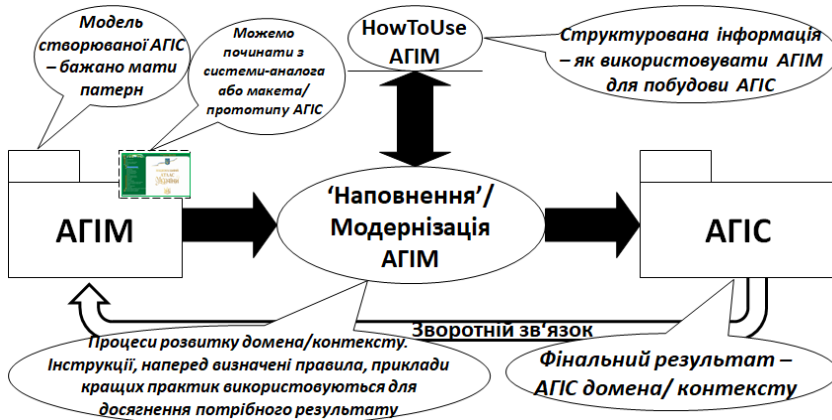 Модель
створюваної АГІС
– бажано мати
патерн
Можемо
починати з
системи-аналога
або макета/
прототипу АГІС
HowToUse
АГІМ
Структурована інформація
– як використовувати АГІМ
для побудови АГІС
АГІМ
‘Наповнення’/
Модернізація
АГІМ
АГІС
Зворотній зв’язок
Процеси розвитку домена/контексту.
Інструкції, наперед визначені правила, приклади
кращих практик використовуються для
досягнення потрібного результату
Фінальний результат –
АГІС домена/ контексту